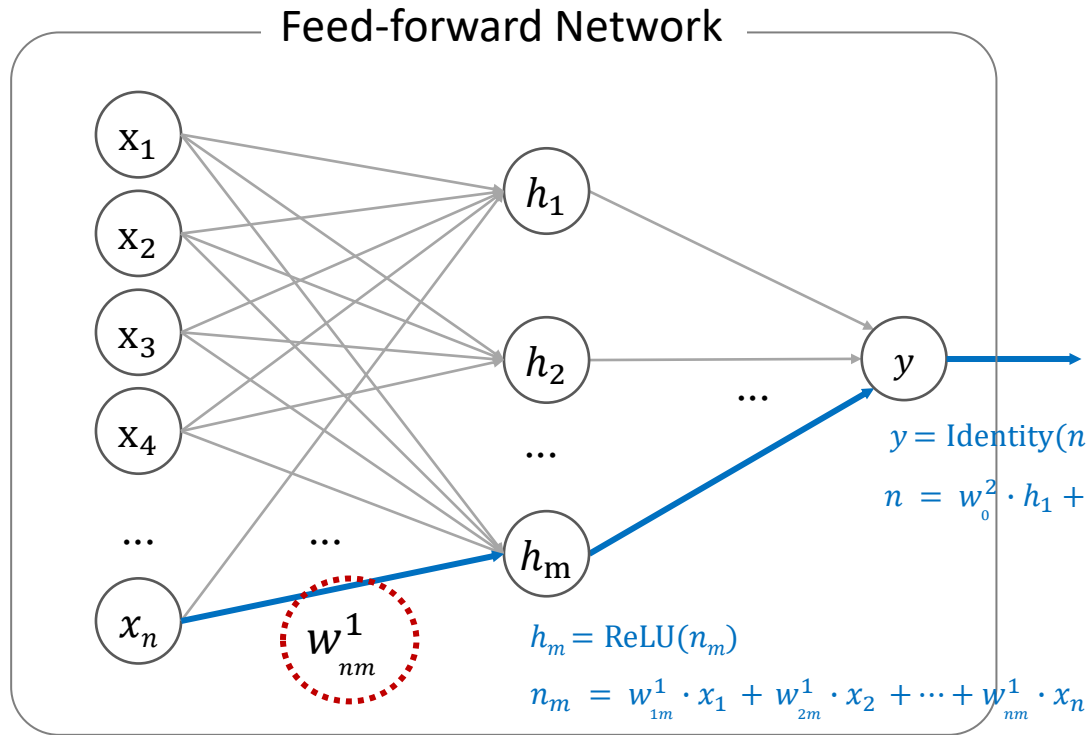 Feed-forward Network
x₁
x₂
x₃
x₄
...
xₙ
...
w¹ₙₘ
h₁
h₂
...
hₘ
...
y
y = Identity(n
n = w²₀ · h₁ +
hₘ = ReLU(nₘ)
nₘ = w¹₁ₘ · x₁ + w¹₂ₘ · x₂ + ⋯ + w¹ₙₘ · xₙ